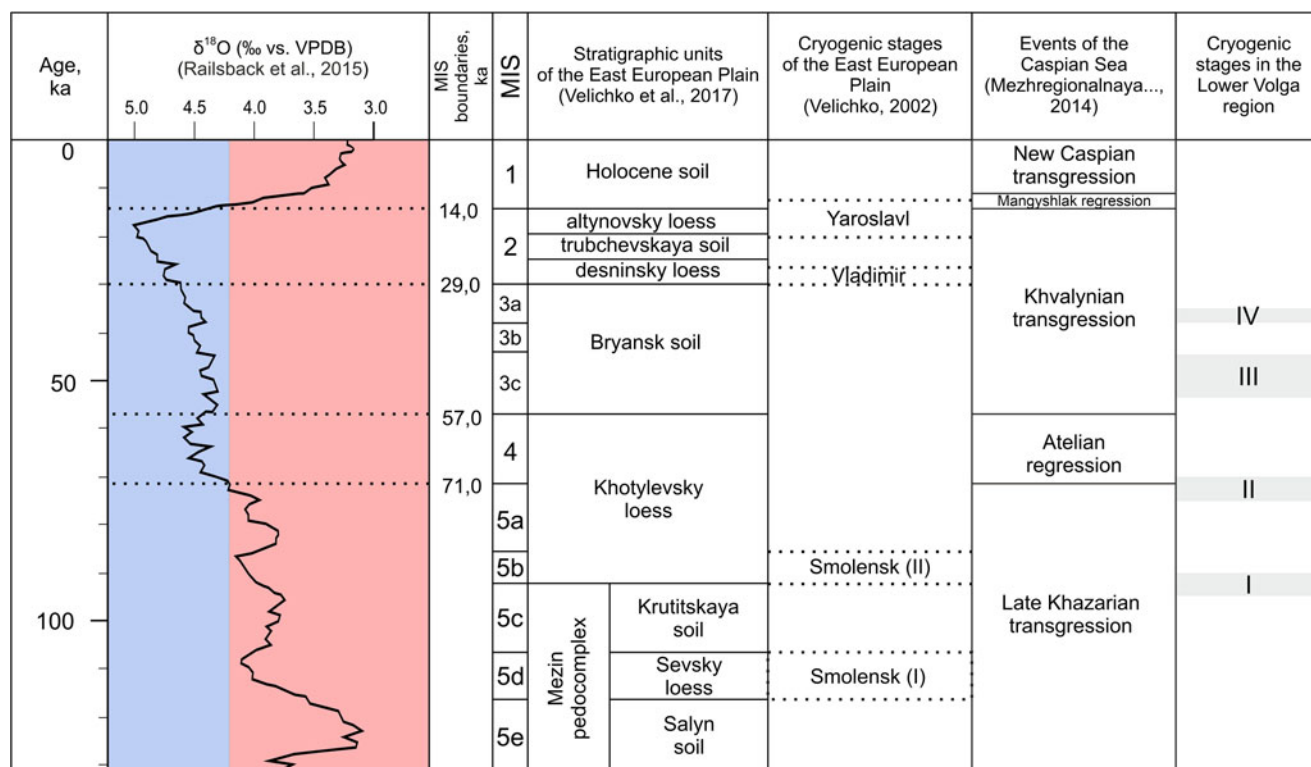 Age,
ka
δ18O (‰ vs. VPDB)
(Railsback et al., 2015)
5.0 4.5 4.0 3.5 3.0
MIS
boundaries,
ka
MIS
Stratigraphic units
of the East European Plain
(Velichko et al., 2017)
Cryogenic stages
of the East European
Plain
(Velichko, 2002)
Events of the
Caspian Sea
(Mezhregionalnaya...,
2014)
Cryogenic
stages in the
Lower Volga
region
0
50
100
14,0
29,0
57,0
71,0
1
2
3a
3b
3c
4
5a
5b
5c
5d
5e
Holocene soil
altynovsky loess
trubchevskaya soil
desninsky loess
Bryansk soil
Khotylevsky
loess
Mezin
pedocomplex
Krutitskaya
soil
Sevsky
loess
Salyn
soil
Yaroslavl
Vladimir
Smolensk (II)
Smolensk (I)
New Caspian
transgression
Mangyshlak regression
Khvalynian
transgression
Atelian
regression
Late Khazarian
transgression
IV
III
II
I